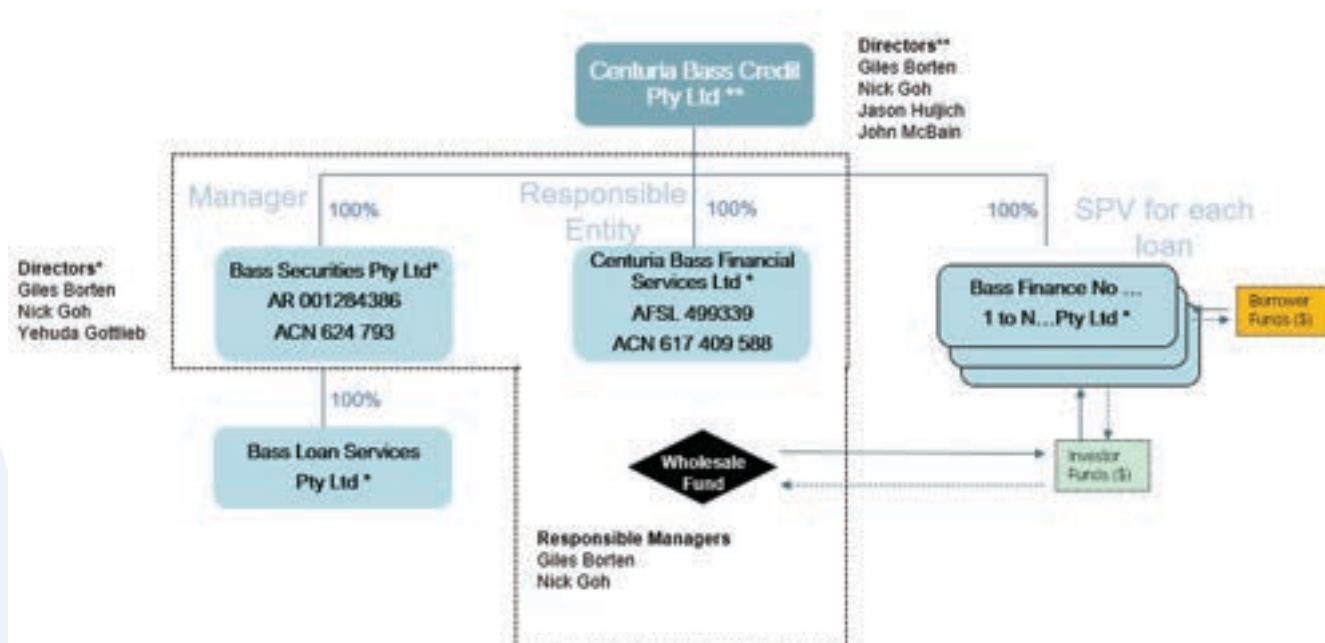 Centuria Bass Credit
Pty Ltd **
Directors**
Giles Borten
Nick Goh
Jason Huljich
John McBain
Manager
100%
Responsible
Entity
100%
100%
SPV for each
loan
Directors*
Giles Borten
Nick Goh
Yehuda Gottlieb
Bass Securities Pty Ltd*
AR 001284386
ACN 624 793
Centuria Bass Financial
Services Ltd *
AFSL 499339
ACN 617 409 588
Bass Finance No ...
1 to N...Pty Ltd *
Borrower
Funds ($)
100%
Bass Loan Services
Pty Ltd *
Wholesale
Fund
Investor
Funds ($)
Responsible Managers
Giles Borten
Nick Goh